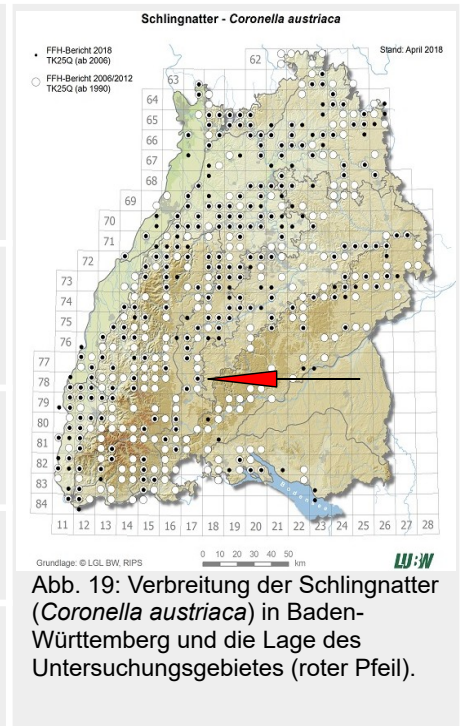 Schlingnatter - Coronella austriaca
FFH-Bericht 2018
TK25Q (ab 2006)
FFH-Bericht 2006/2012
TK25Q (ab 1990)
Stand: April 2018
62
63
64
65
66
67
68
69
70
71
72
73
74
75
76
77
78
79
80
81
82
83
84
11 12 13 14 15 16 17 18 19 20 21 22 23 24 25 26 27 28
Grundlage: © LGL BW, RIPS
0 10 20 30 40 50
km
LUBW
Abb. 19: Verbreitung der Schlingnatter
(Coronella austriaca) in Baden-
Württemberg und die Lage des
Untersuchungsgebietes (roter Pfeil).